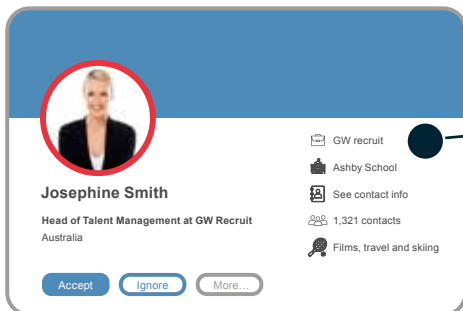 GW recruit
Ashby School
See contact info
1,321 contacts
Films, travel and skiing
Josephine Smith
Head of Talent Management at GW Recruit
Australia
Accept
Ignore
More...